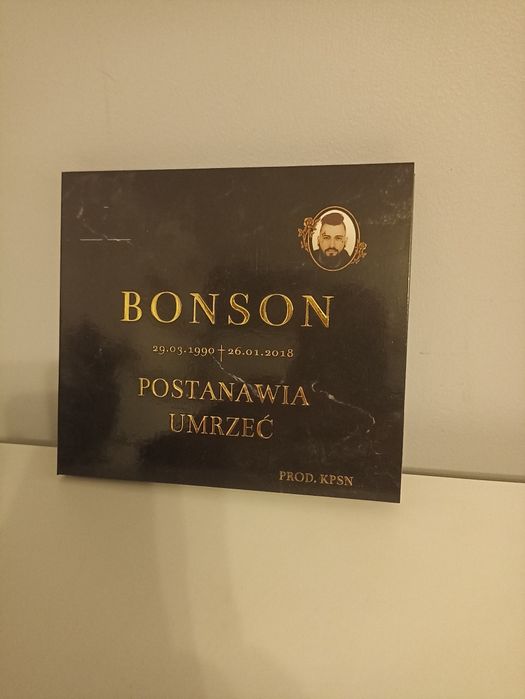 BONSON
29.03.1990 † 26.01.2018
POSTANAWIA
UMRZEĆ
PROD. KPSN